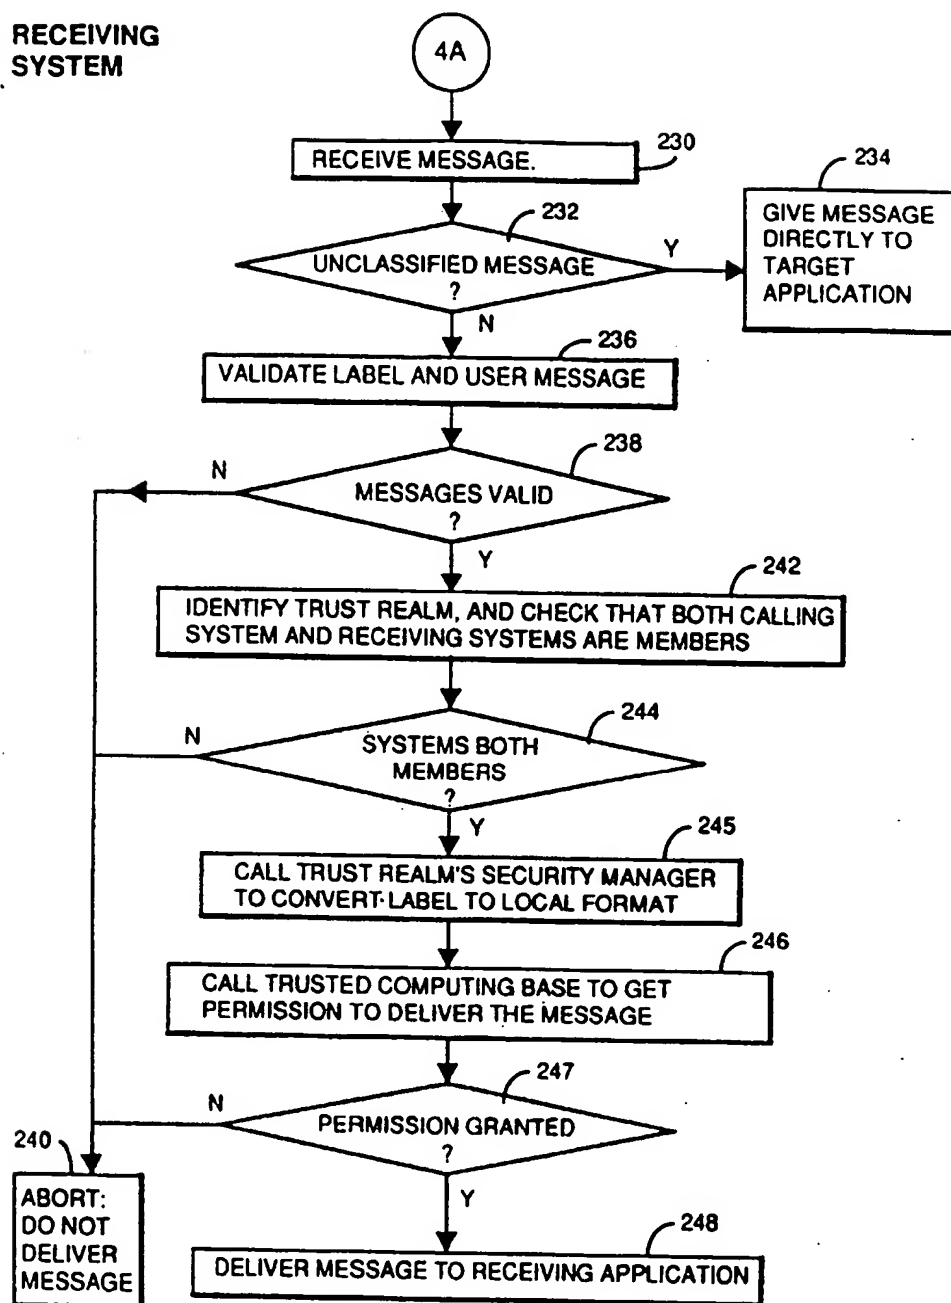 RECEIVING
SYSTEM
4A
230
RECEIVE MESSAGE.
232
234
UNCLASSIFIED MESSAGE
?
Y
GIVE MESSAGE
DIRECTLY TO
TARGET
APPLICATION
N
236
VALIDATE LABEL AND USER MESSAGE
238
N
MESSAGES VALID
?
Y
242
IDENTIFY TRUST REALM, AND CHECK THAT BOTH CALLING
SYSTEM AND RECEIVING SYSTEMS ARE MEMBERS
244
N
SYSTEMS BOTH
MEMBERS
?
Y
245
CALL TRUST REALM'S SECURITY MANAGER
TO CONVERT LABEL TO LOCAL FORMAT
246
CALL TRUSTED COMPUTING BASE TO GET
PERMISSION TO DELIVER THE MESSAGE
247
N
PERMISSION GRANTED
?
Y
240
ABORT:
DO NOT
DELIVER
MESSAGE
248
DELIVER MESSAGE TO RECEIVING APPLICATION